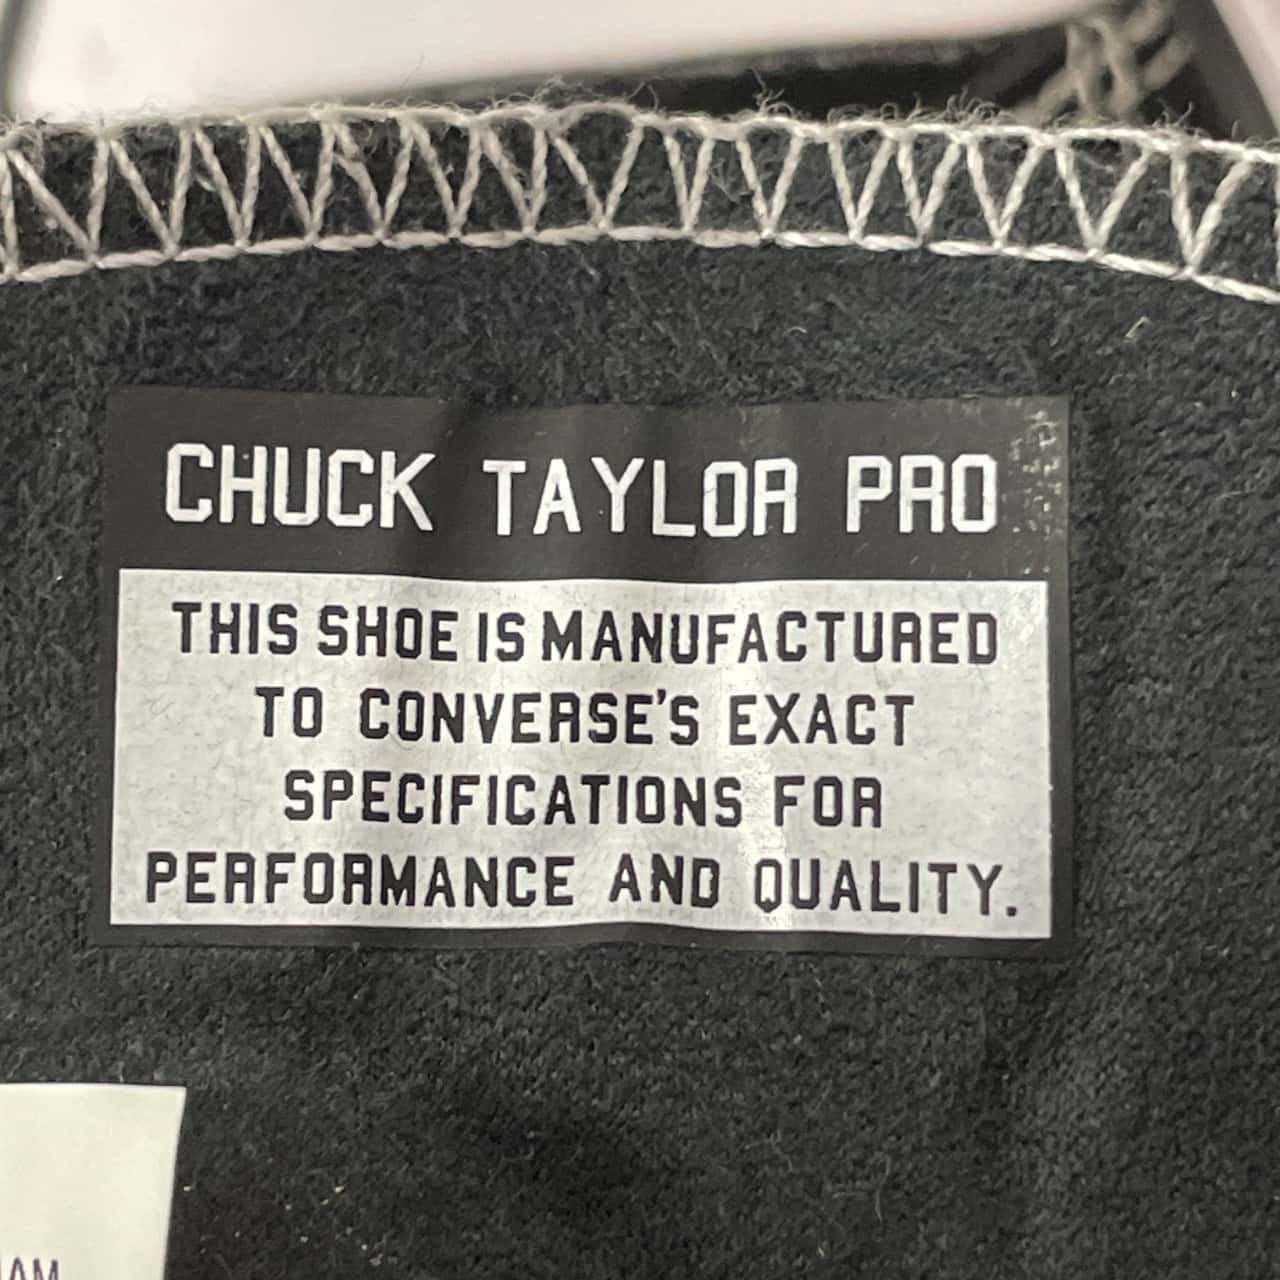 CHUCK TAYLOR PRO
THIS SHOE IS MANUFACTURED
TO CONVERSE'S EXACT
SPECIFICATIONS FOR
PERFORMANCE AND QUALITY.